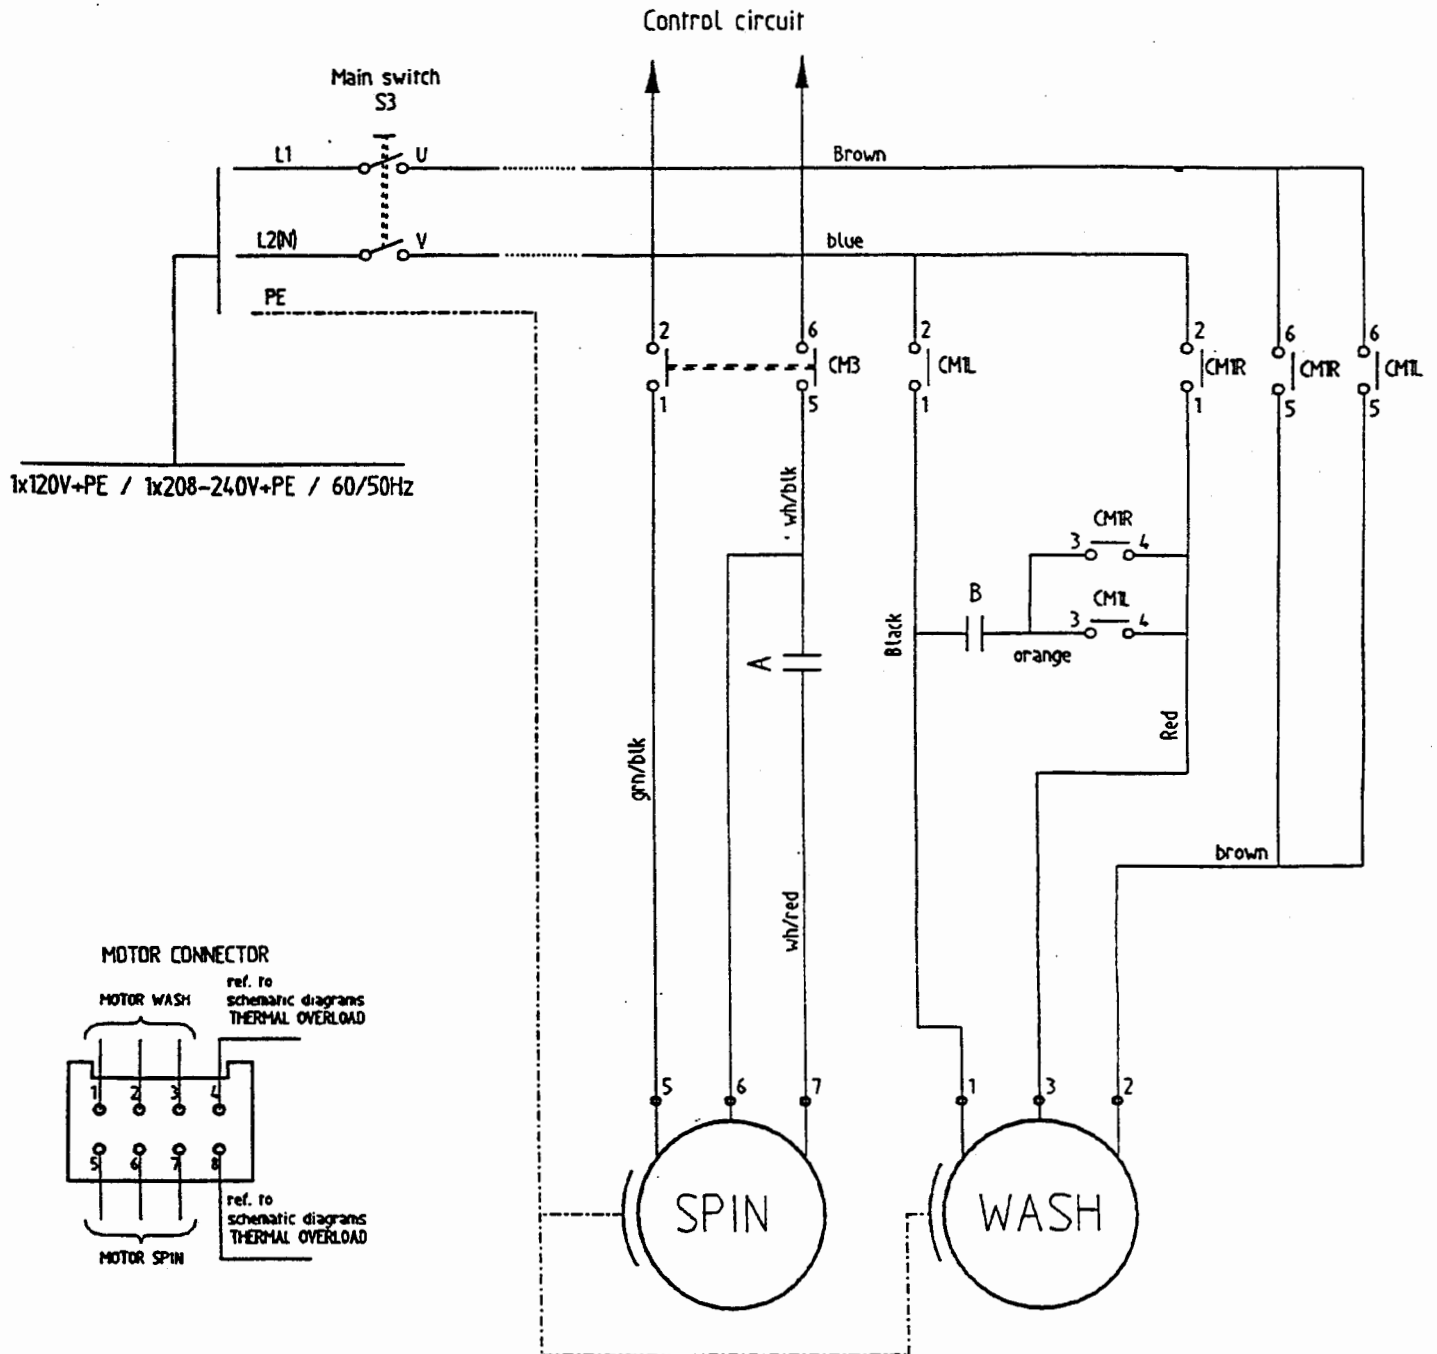 Control circuit
Main switch
S3
L1
U
Brown
L2(N)
V
blue
PE
2
6
2
2
6
6
CM3
CM1L
CM1R
CM1R
CM1L
1
5
1
1
5
5
1x120V+PE / 1x208-240V+PE / 60/50Hz
wh/blk
CM1R
3
4
B
CM1L
3
4
Black
orange
A
Red
grn/blk
brown
wh/red
MOTOR CONNECTOR
ref. to
schematic diagrams
THERMAL OVERLOAD
MOTOR WASH
1
2
3
4
5
6
7
8
ref. to
schematic diagrams
THERMAL OVERLOAD
MOTOR SPIN
5
6
7
1
3
2
SPIN
WASH